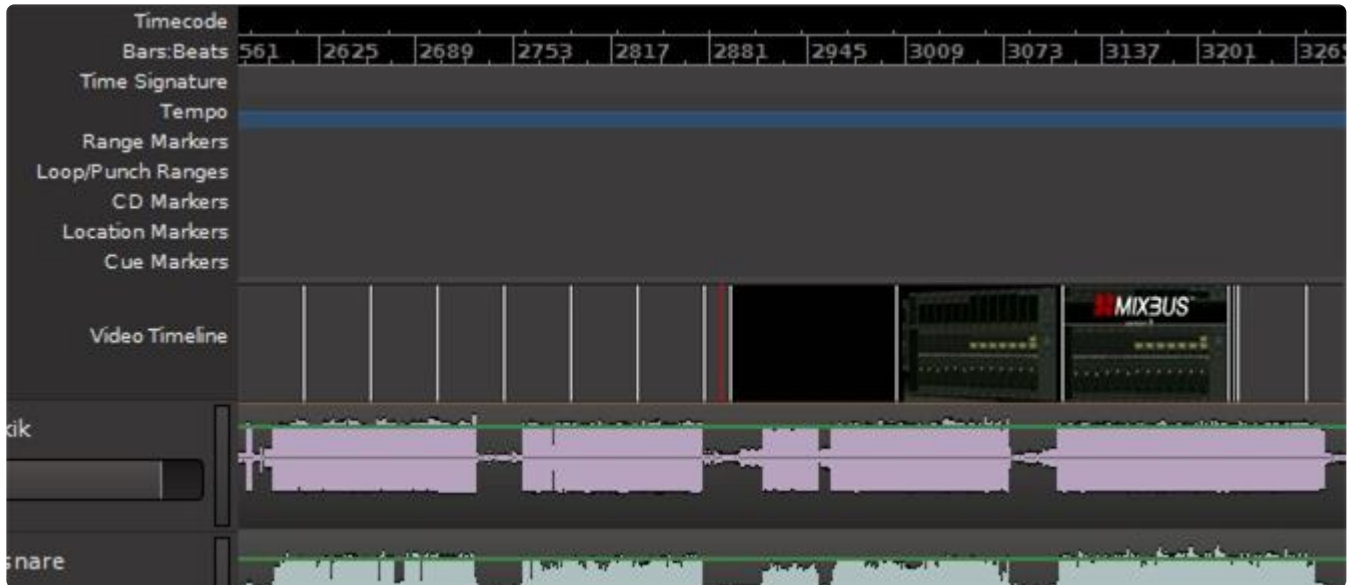 Timecode
Bars:Beats 561 2625 2689 2753 2817 2881 2945 3009 3073 3137 3201 3265
Time Signature
Tempo
Range Markers
Loop/Punch Ranges
CD Markers
Location Markers
Cue Markers
Video Timeline
MIXBUS
kik
snare